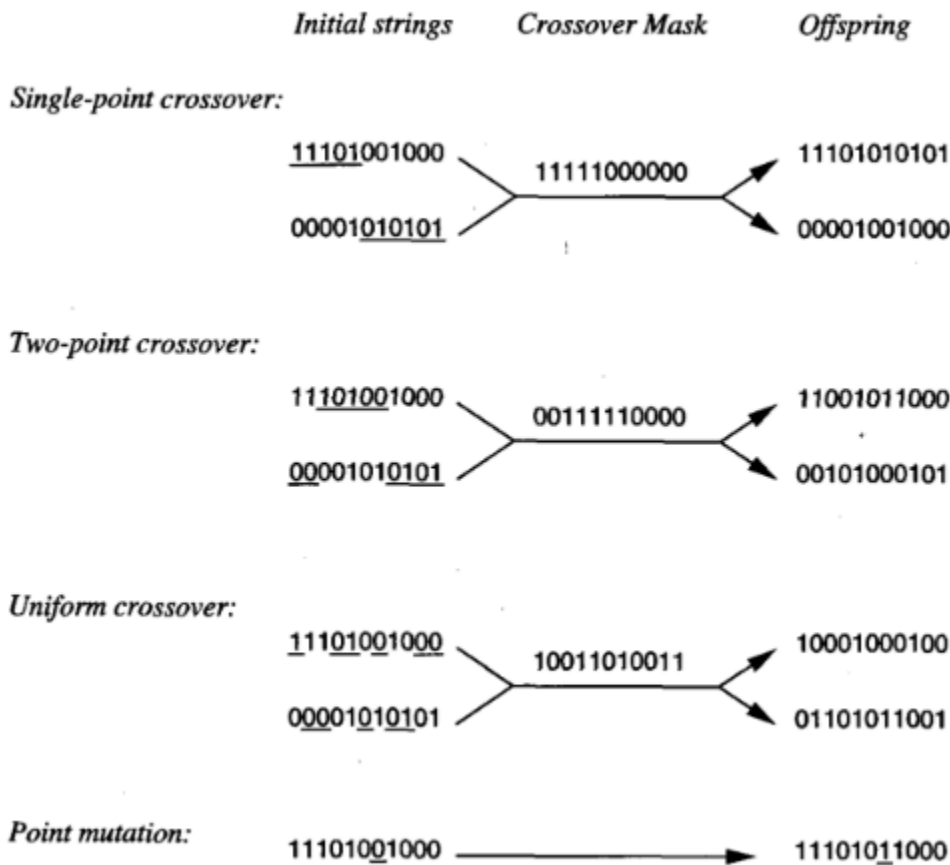 Initial strings Crossover Mask Offspring
Single-point crossover:
11101001000 11111000000 11101010101
00001010101 00001001000
Two-point crossover:
11101001000 00111110000 11001011000
00001010101 00101000101
Uniform crossover:
11101001000 10011010011 10001000100
00001010101 01101011001
Point mutation: 11101001000 11101011000